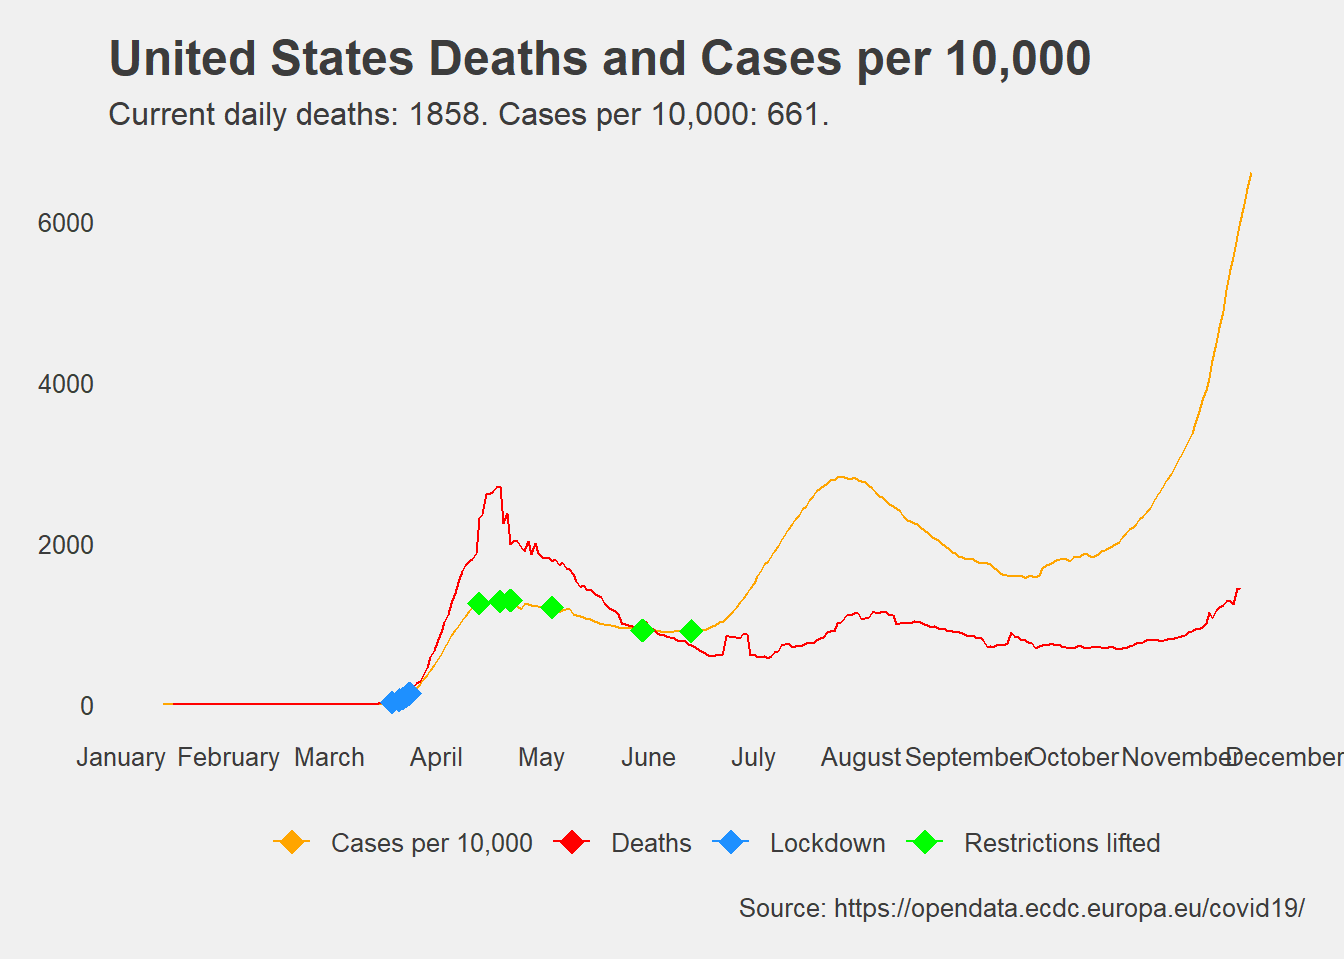 United States Deaths and Cases per 10,000
Current daily deaths: 1858. Cases per 10,000: 661.
6000
4000
2000
0
January February March April May June July August September October November December
Cases per 10,000 Deaths Lockdown Restrictions lifted
Source: https://opendata.ecdc.europa.eu/covid19/